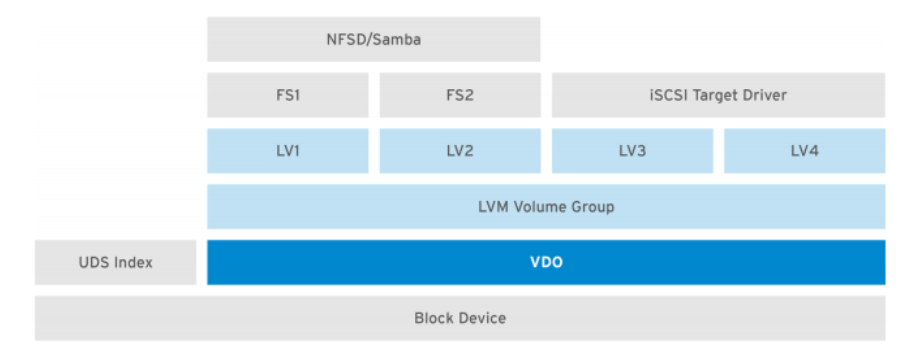 NFSD/Samba
FS1 FS2 iSCSI Target Driver
LV1 LV2 LV3 LV4
LVM Volume Group
UDS Index VDO
Block Device